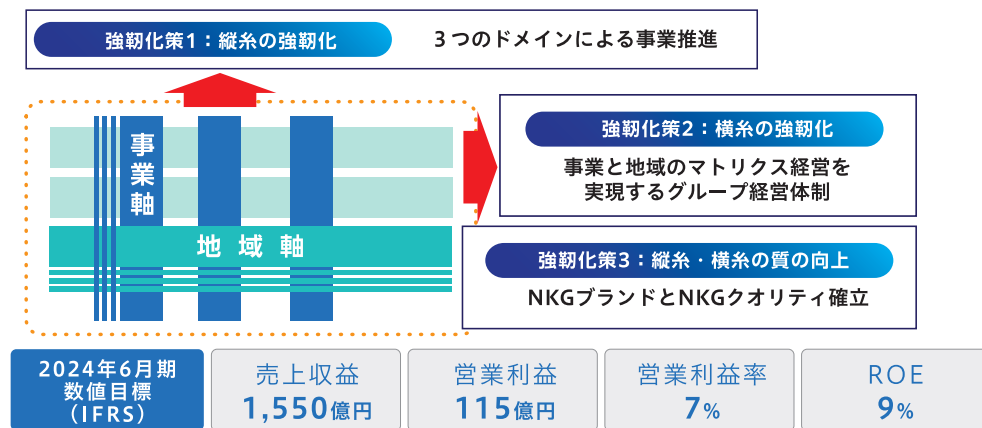 強靭化策1：縦糸の強靭化
3つのドメインによる事業推進
事業軸
地域軸
強靭化策2：横糸の強靭化
事業と地域のマトリクス経営を
実現するグループ経営体制
強靭化策3：縦糸・横糸の質の向上
NKGブランドとNKGクオリティ確立
2024年6月期
数値目標
（IFRS）
売上収益
1,550億円
営業利益
115億円
営業利益率
7%
ROE
9%